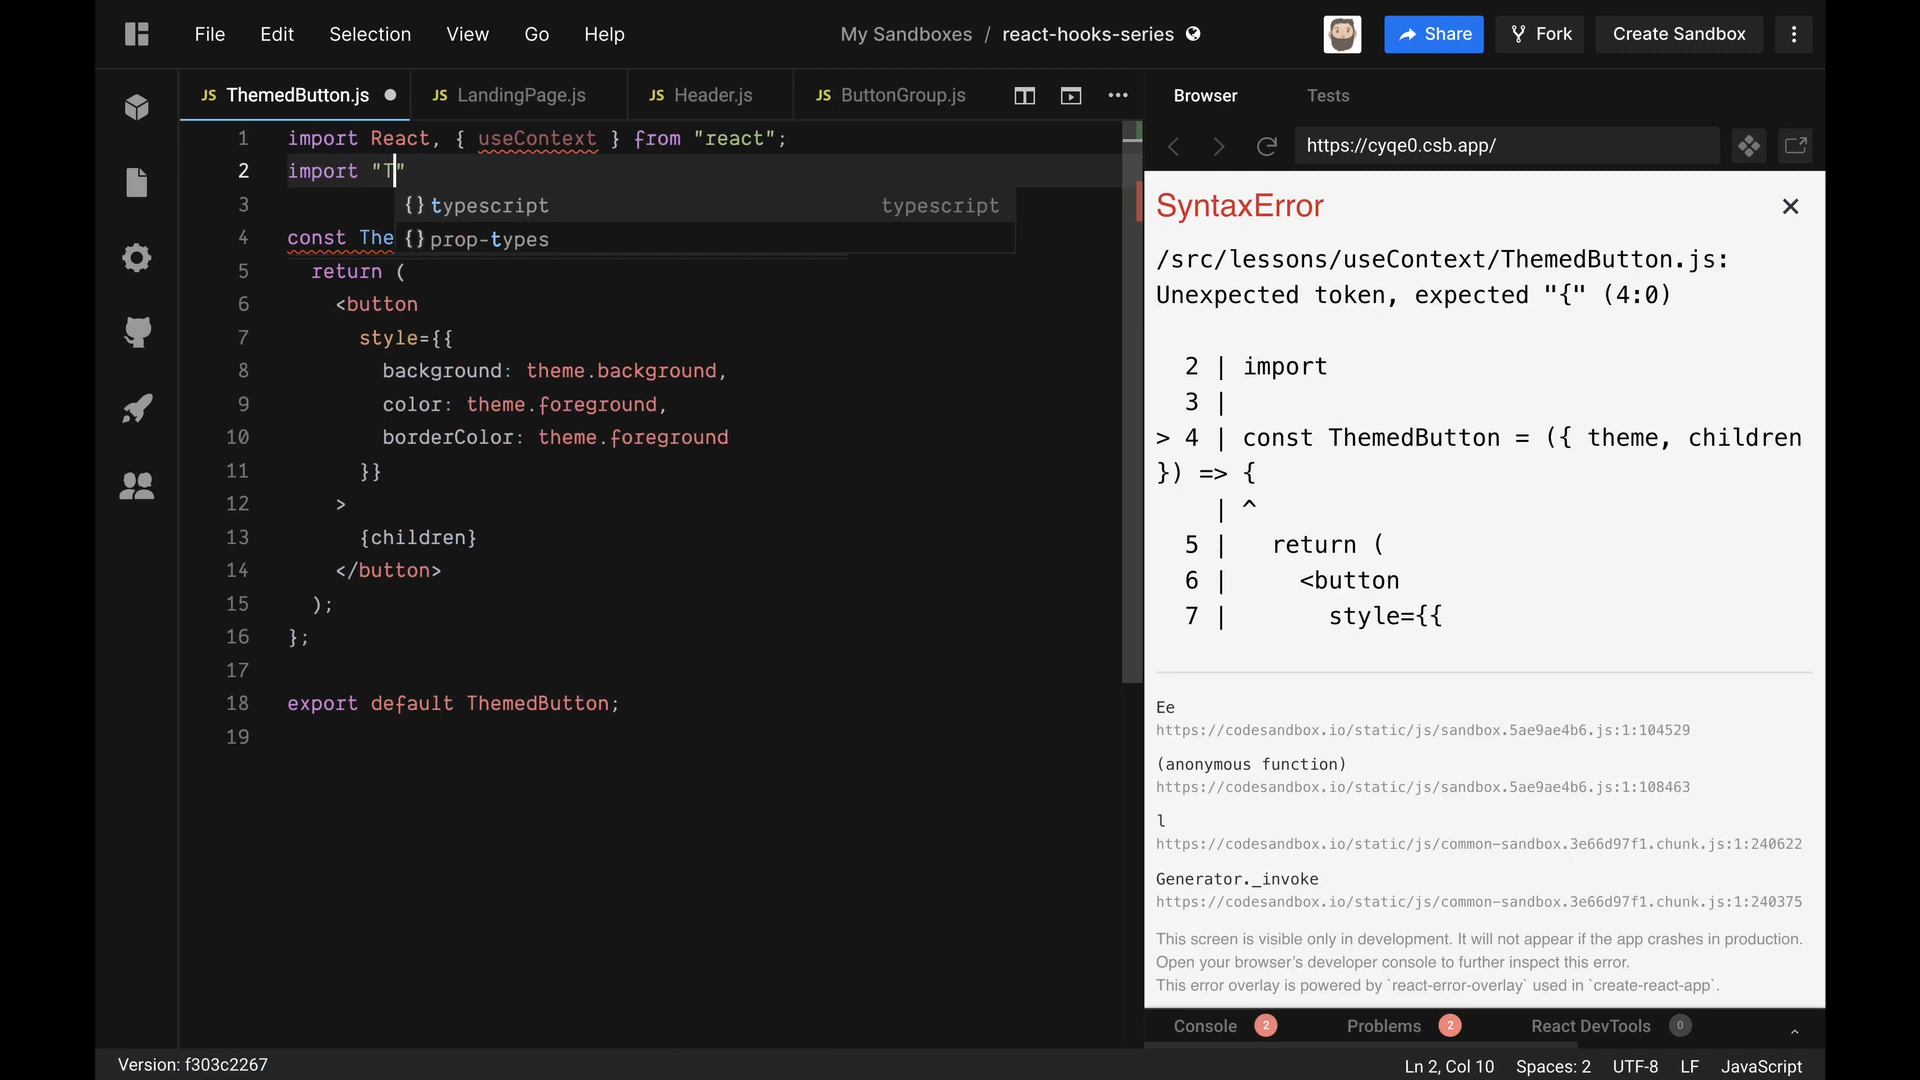 File Edit Selection View Go Help
My Sandboxes / react-hooks-series
Share Fork Create Sandbox
JS ThemedButton.js JS LandingPage.js JS Header.js JS ButtonGroup.js
1 import React, { useContext } from "react";
2 import "T"
{} typescript typescript
{} prop-types
3
4 const The
5 return (
6 <button
7 style={{
8 background: theme.background,
9 color: theme.foreground,
10 borderColor: theme.foreground
11 }}
12 >
13 {children}
14 </button>
15 );
16 };
17
18 export default ThemedButton;
19
Browser Tests
https://cyqe0.csb.app/
SyntaxError
/src/lessons/useContext/ThemedButton.js:
Unexpected token, expected "{" (4:0)
2 | import
3 |
> 4 | const ThemedButton = ({ theme, children
}) => {
| ^
5 | return (
6 | <button
7 | style={{
Ee
https://codesandbox.io/static/js/sandbox.5ae9ae4b6.js:1:104529
(anonymous function)
https://codesandbox.io/static/js/sandbox.5ae9ae4b6.js:1:108463
l
https://codesandbox.io/static/js/common-sandbox.3e66d97f1.chunk.js:1:240622
Generator._invoke
https://codesandbox.io/static/js/common-sandbox.3e66d97f1.chunk.js:1:240375
This screen is visible only in development. It will not appear if the app crashes in production.
Open your browser's developer console to further inspect this error.
This error overlay is powered by `react-error-overlay` used in `create-react-app`.
Console 2 Problems 2 React DevTools 0
Version: f303c2267
Ln 2, Col 10 Spaces: 2 UTF-8 LF JavaScript